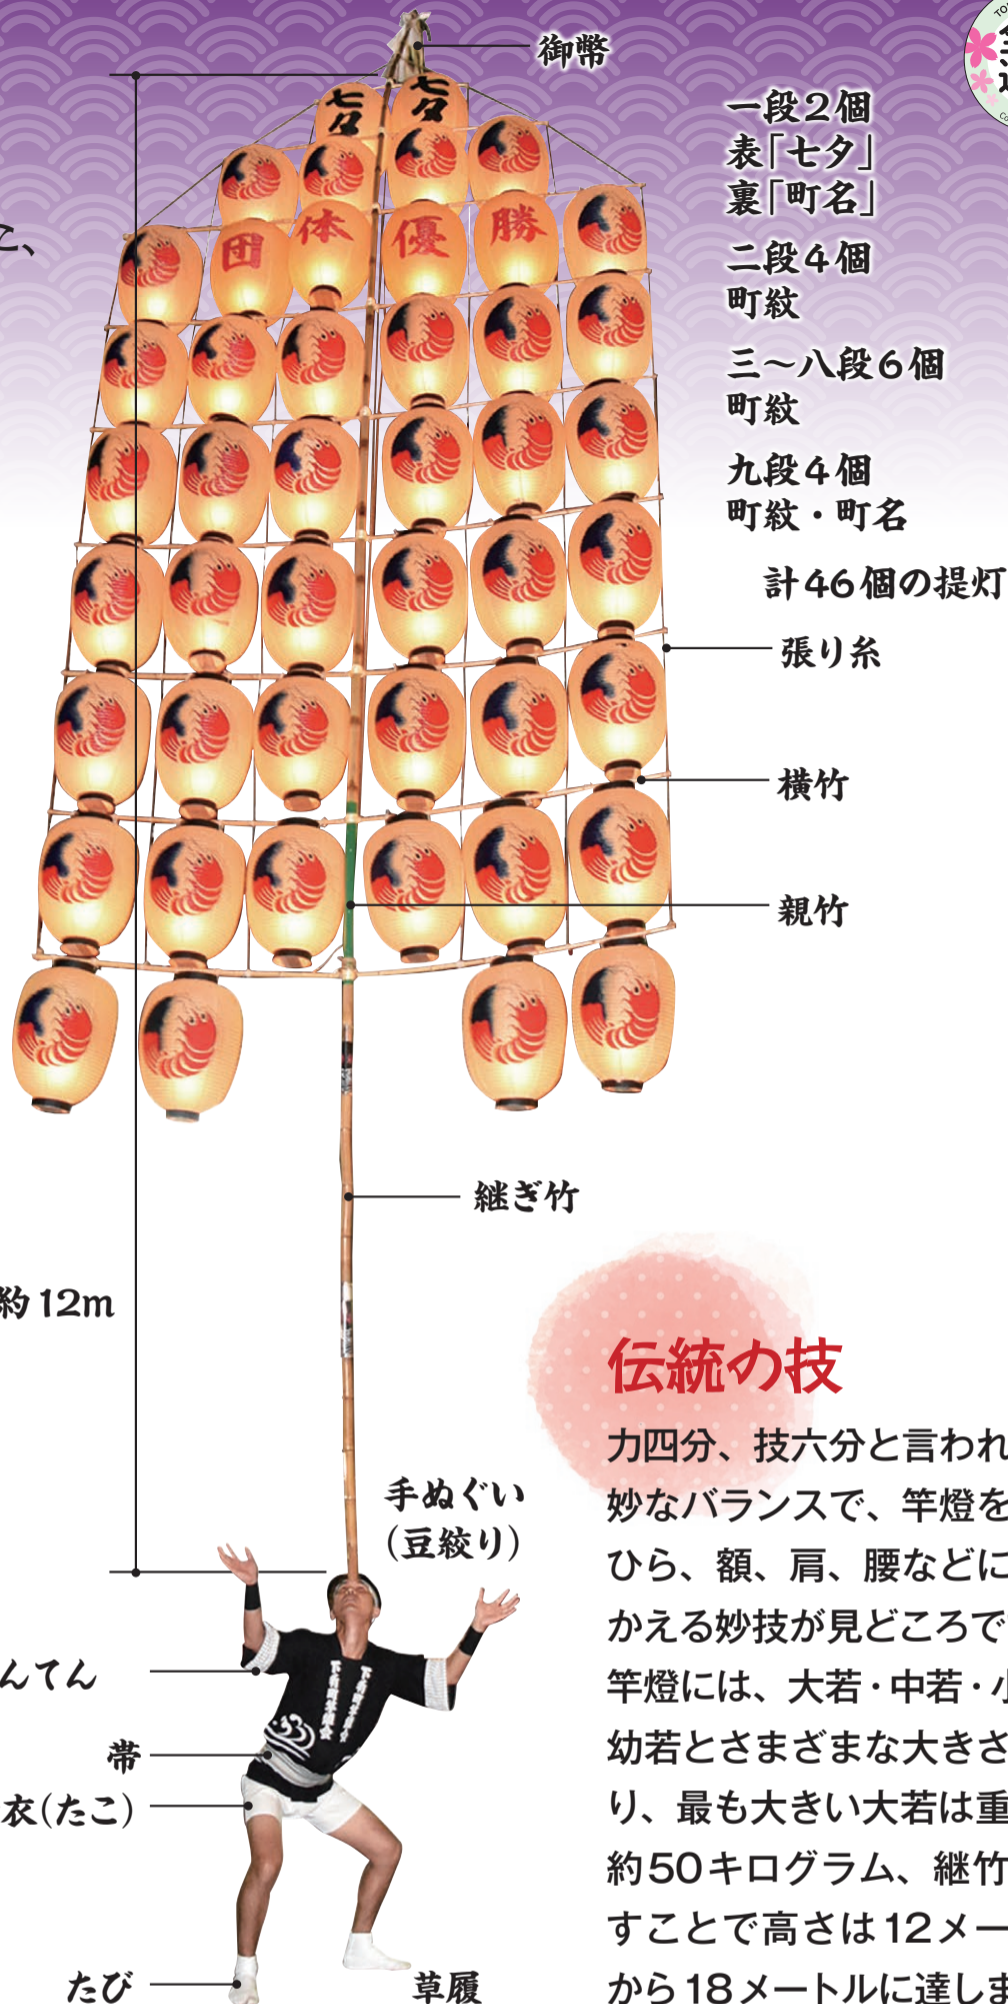 御幣
一段2個
表「七夕」
裏「町名」
二段4個
町紋
三～八段6個
町紋
九段4個
町紋・町名
計46個の提灯
張り糸
横竹
親竹
継ぎ竹
約12m
七夕
七夕
団体優勝
こ、
手ぬぐい
(豆絞り)
んてん
帯
衣(たこ)
たび
草履
伝統の技
力四分、技六分と言われ
妙なバランスで、竿燈を
ひら、額、肩、腰などに
かえる妙技が見どころで
竿燈には、大若・中若・小
幼若とさまざまな大きさ
り、最も大きい大若は重
約50キログラム、継竹
すことで高さは12メー
から18メートルに達しま